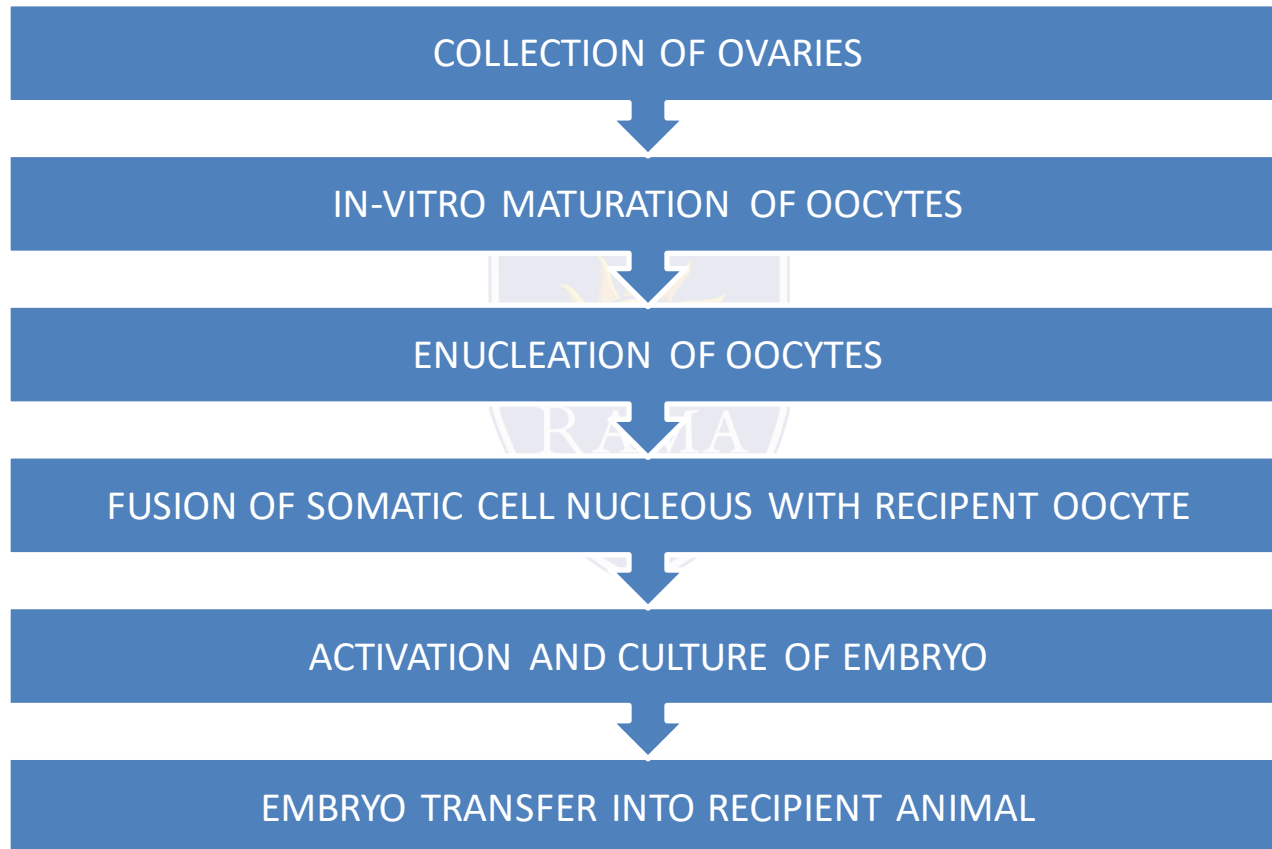 COLLECTION OF OVARIES
IN-VITRO MATURATION OF OOCYTES
ENUCLEATION OF OOCYTES
RAMA
FUSION OF SOMATIC CELL NUCLEOUS WITH RECIPENT OOCYTE
ACTIVATION AND CULTURE OF EMBRYO
EMBRYO TRANSFER INTO RECIPIENT ANIMAL